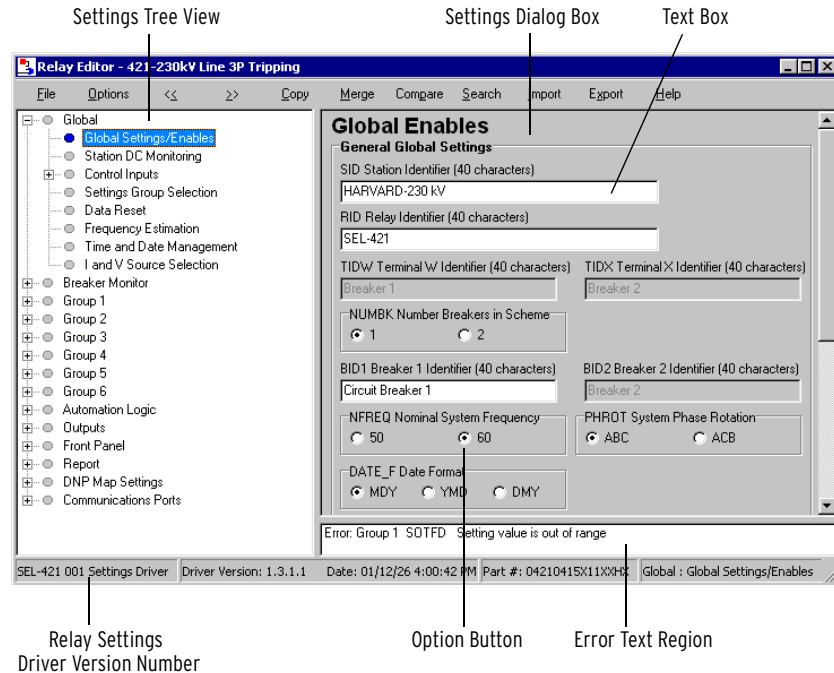 Settings Tree View
Settings Dialog Box
Text Box
Relay Editor - 421-230kV Line 3P Tripping
File Options << >> Copy Merge Compare Search Import Export Help
Global
Global Settings/Enables
Station DC Monitoring
Control Inputs
Settings Group Selection
Data Reset
Frequency Estimation
Time and Date Management
I and V Source Selection
Breaker Monitor
Group 1
Group 2
Group 3
Group 4
Group 5
Group 6
Automation Logic
Outputs
Front Panel
Report
DNP Map Settings
Communications Ports
Global Enables
General Global Settings
SID Station Identifier (40 characters)
HARVARD-230 kV
RID Relay Identifier (40 characters)
SEL-421
TIDW Terminal W Identifier (40 characters)
TIDX Terminal X Identifier (40 characters)
Breaker 1
Breaker 2
NUMBK Number Breakers in Scheme
1 2
BID1 Breaker 1 Identifier (40 characters)
BID2 Breaker 2 Identifier (40 characters)
Circuit Breaker 1
Breaker 2
NFREQ Nominal System Frequency
PHROT System Phase Rotation
50 60
ABC ACB
DATE_F Date Format
MDY YMD DMY
Error: Group 1 SOTFD Setting value is out of range
SEL-421 001 Settings Driver
Driver Version: 1.3.1.1
Date: 01/12/26 4:00:42 PM
Part #: 04210415X11XXHX
Global : Global Settings/Enables
Relay Settings
Driver Version Number
Option Button
Error Text Region